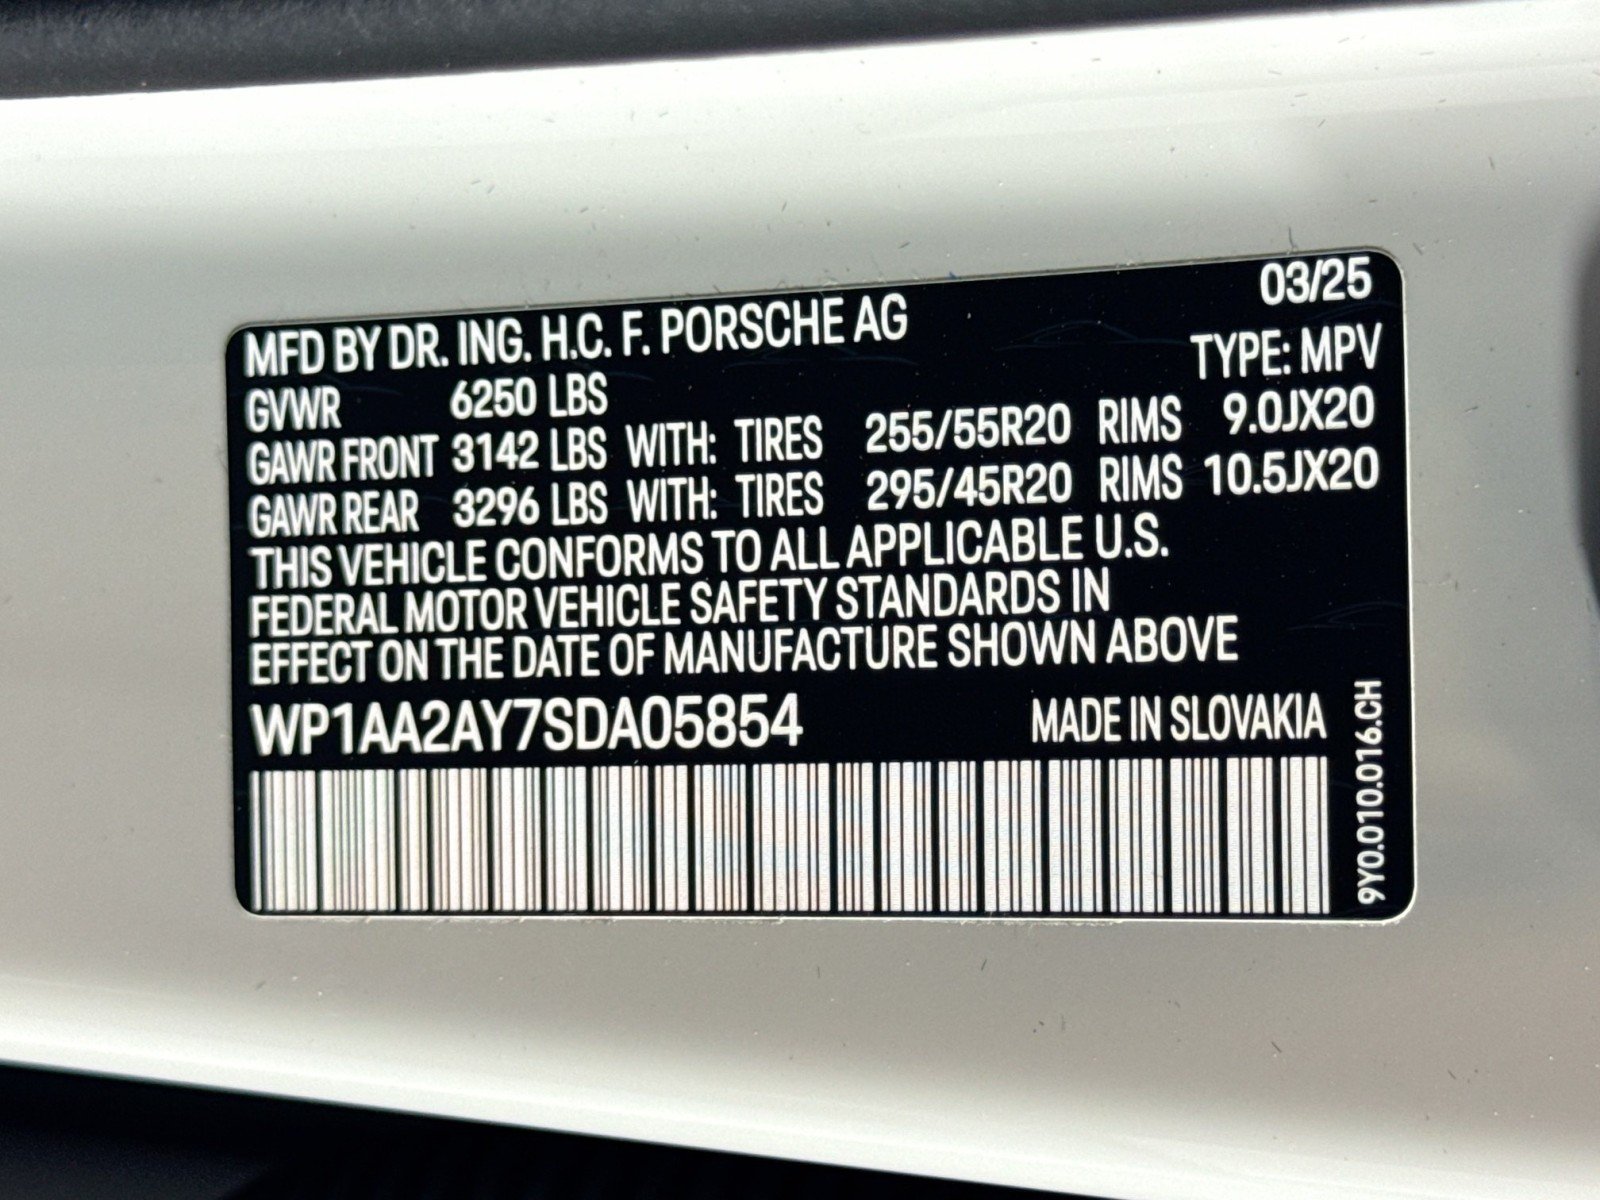 03/25
MFD BY DR. ING. H.C. F. PORSCHE AG
TYPE: MPV
GVWR 6250 LBS
GAWR FRONT 3142 LBS WITH: TIRES 255/55R20 RIMS 9.0JX20
GAWR REAR 3296 LBS WITH: TIRES 295/45R20 RIMS 10.5JX20
THIS VEHICLE CONFORMS TO ALL APPLICABLE U.S.
FEDERAL MOTOR VEHICLE SAFETY STANDARDS IN
EFFECT ON THE DATE OF MANUFACTURE SHOWN ABOVE
WP1AA2AY7SDA05854 MADE IN SLOVAKIA
9Y0.010.016.CH